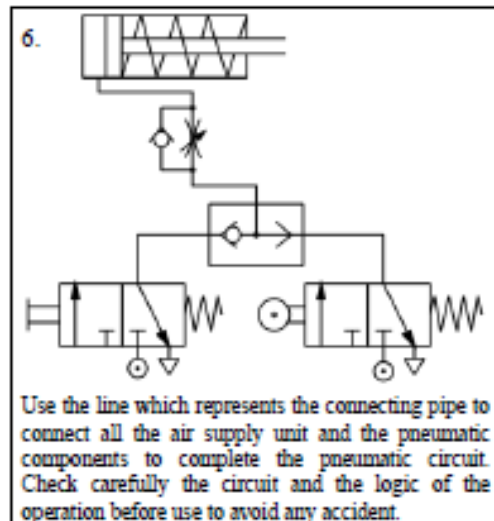 6.
Use the line which represents the connecting pipe to
connect all the air supply unit and the pneumatic
components to complete the pneumatic circuit.
Check carefully the circuit and the logic of the
operation before use to avoid any accident.